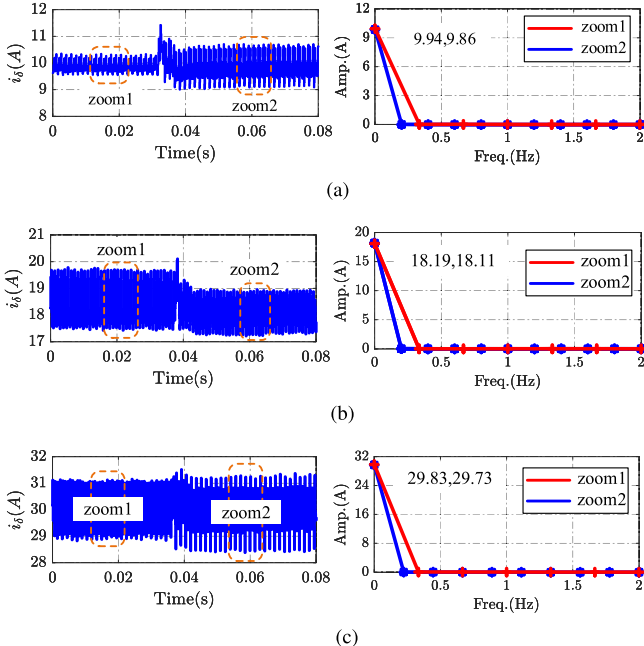 12
11
10
9
8
i_δ(A)
zoom1
zoom2
0
0.02
0.04
0.06
0.08
Time(s)
12
9
6
3
0
Amp.(A)
9.94,9.86
zoom1
zoom2
0
0.5
1
1.5
2
Freq.(Hz)
(a)
21
20
19
18
17
i_δ(A)
zoom1
zoom2
0
0.02
0.04
0.06
0.08
Time(s)
20
15
10
5
0
Amp.(A)
18.19,18.11
zoom1
zoom2
0
0.5
1
1.5
2
Freq.(Hz)
(b)
32
31
30
29
28
i_δ(A)
zoom1
zoom2
0
0.02
0.04
0.06
0.08
Time(s)
32
24
16
8
0
Amp.(A)
29.83,29.73
zoom1
zoom2
0
0.5
1
1.5
2
Freq.(Hz)
(c)